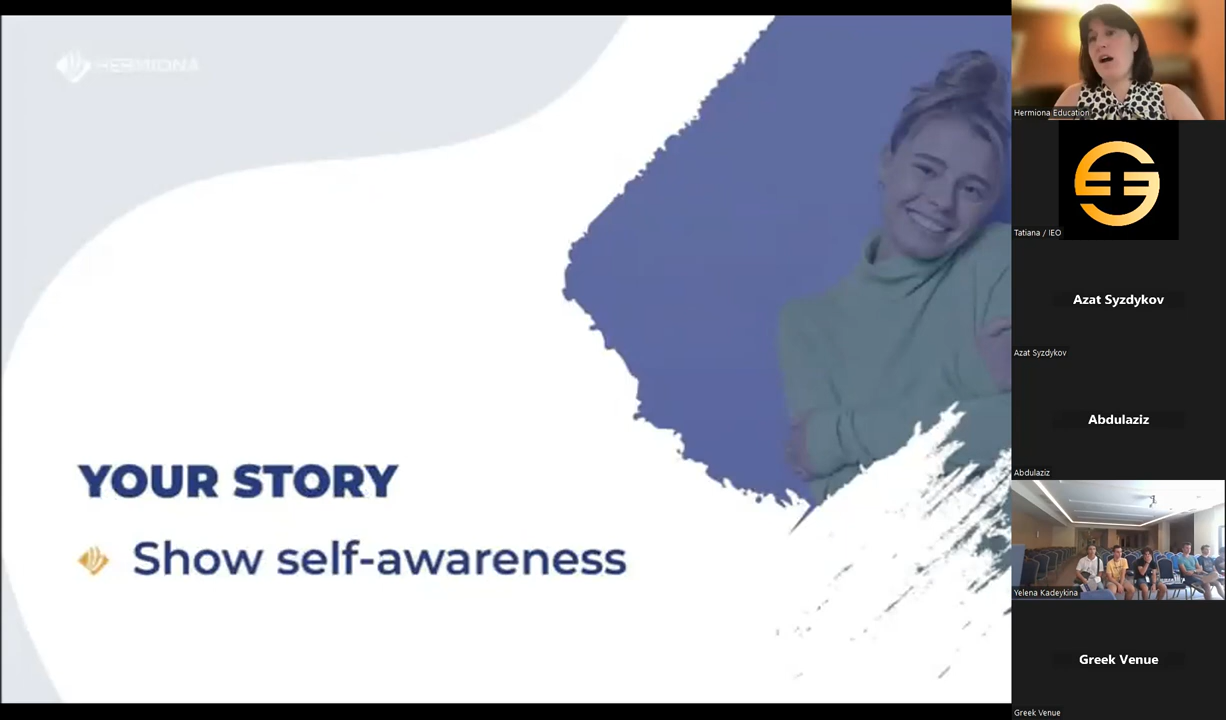 HERMIONA
YOUR STORY
Show self-awareness
Hermiona Education
Tatiana / IEO
Azat Syzdykov
Azat Syzdykov
Abdulaziz
Abdulaziz
Yelena Kadeykina
Greek Venue
Greek Venue